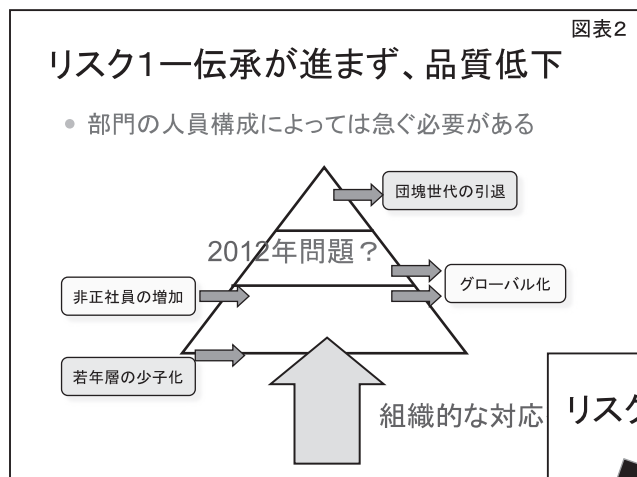 図表2
リスク1ー伝承が進まず、品質低下
● 部門の人員構成によっては急ぐ必要がある
団塊世代の引退
2012年問題？
グローバル化
非正社員の増加
若年層の少子化
組織的な対応
リスク